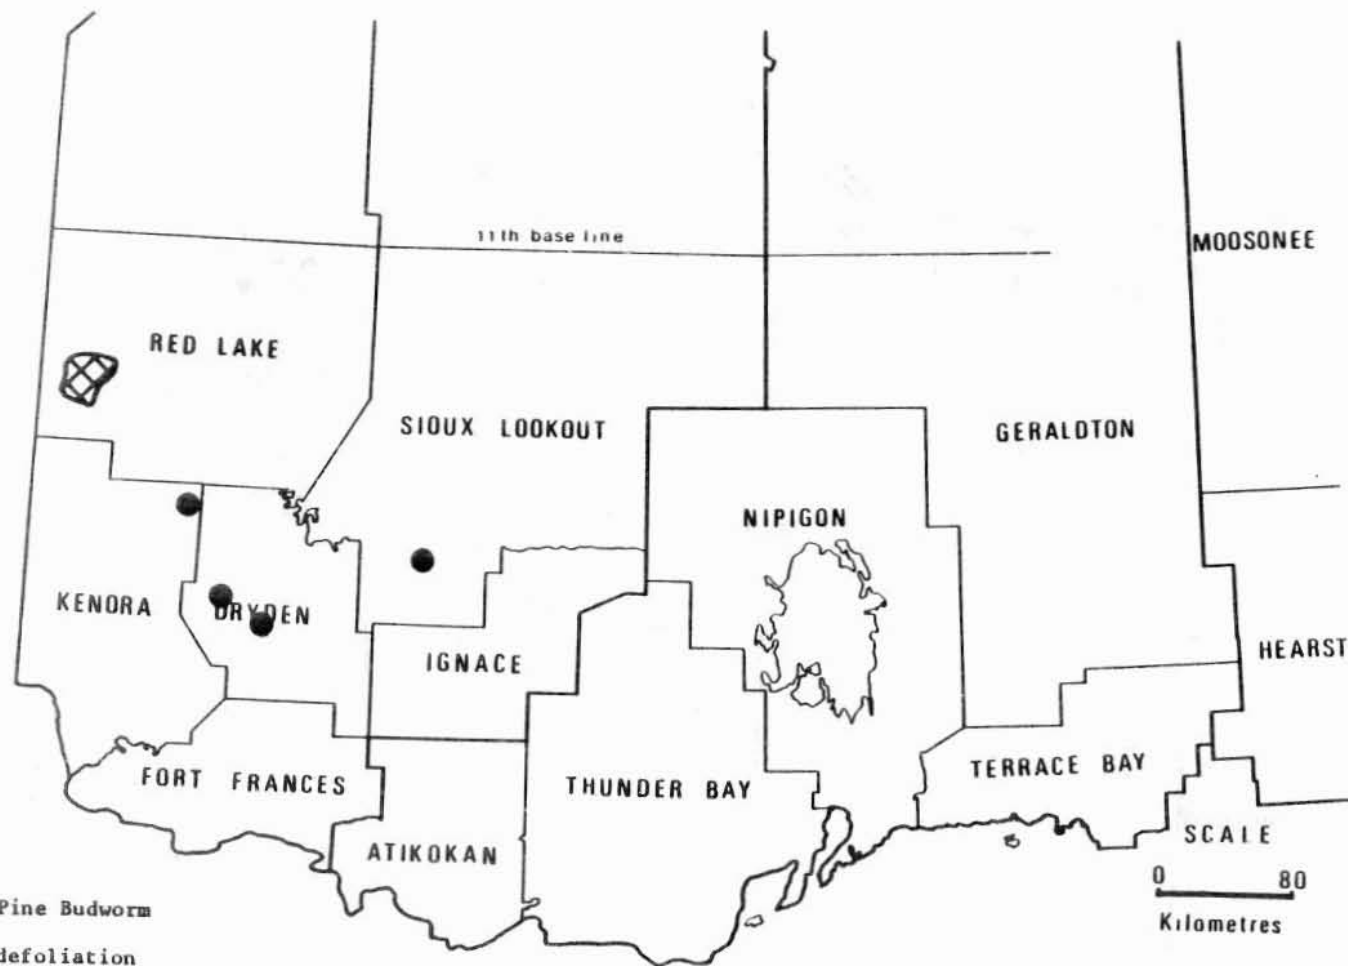 11th base line
MOOSONEE
RED LAKE
SIOUX LOOKOUT
GERALDTON
NIPIGON
KENORA
DRYDEN
IGNACE
HEARST
FORT FRANCES
THUNDER BAY
TERRACE BAY
ATIKOKAN
SCALE
0 80
Kilometres
Pine Budworm
defoliation